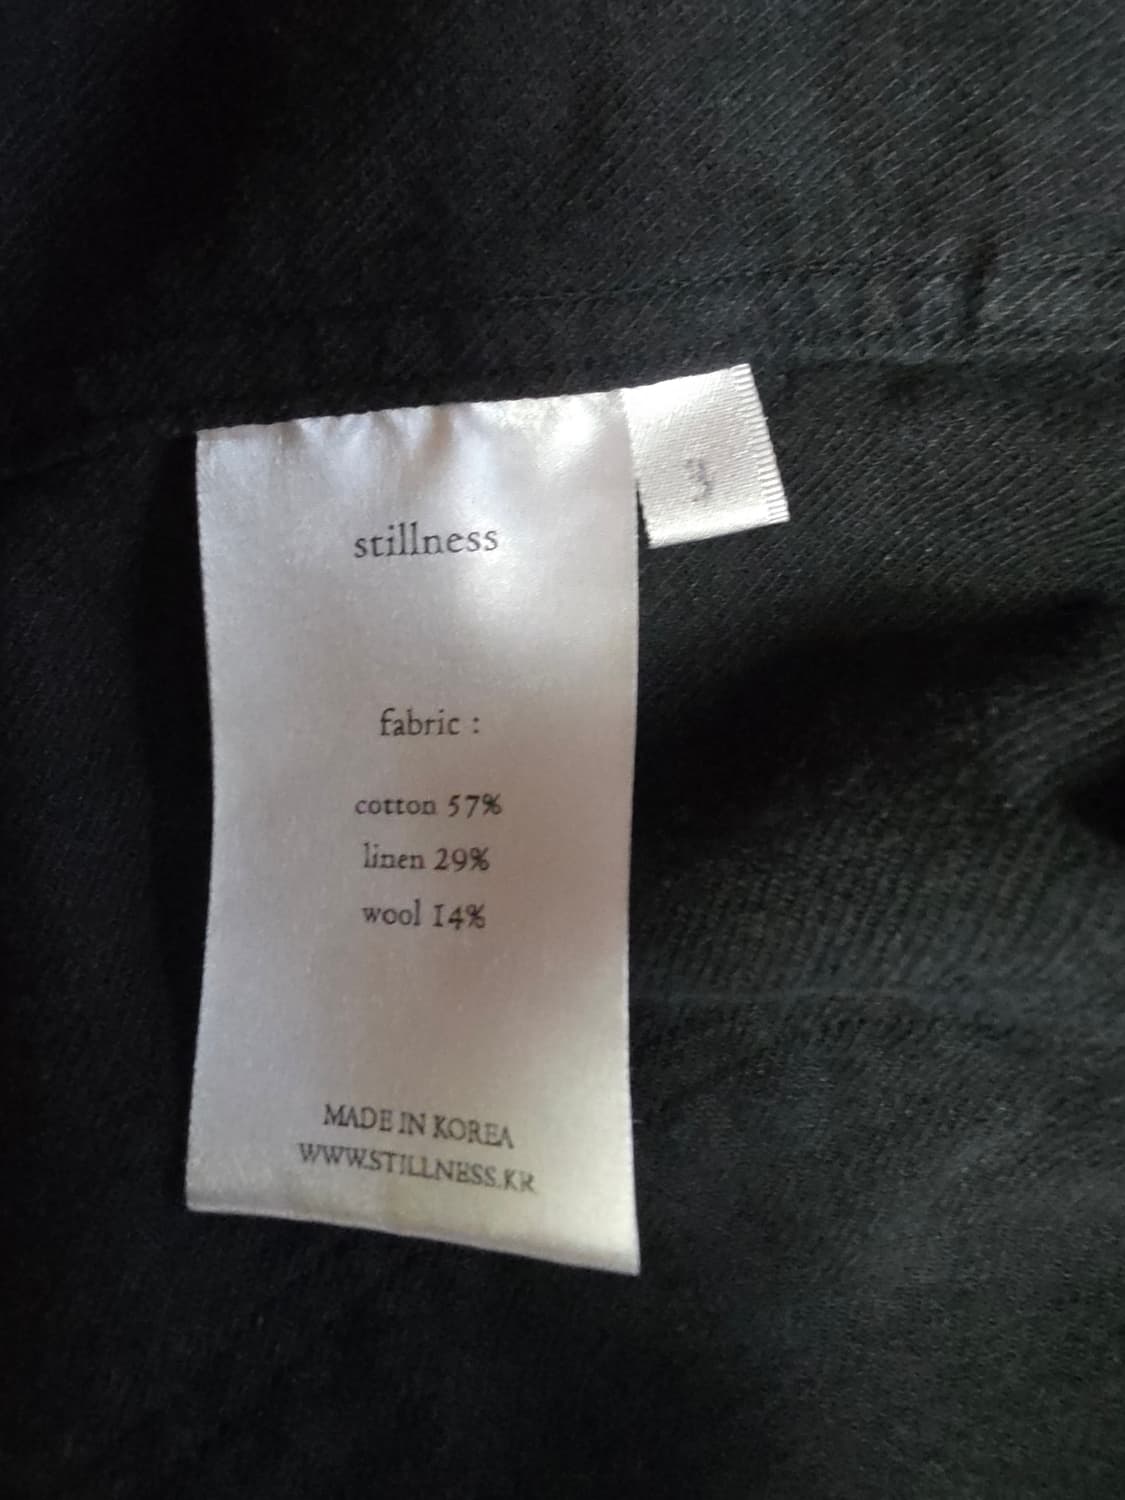 3
stillness
fabric :
cotton 57%
linen 29%
wool 14%
MADE IN KOREA
WWW.STILLNESS.KR